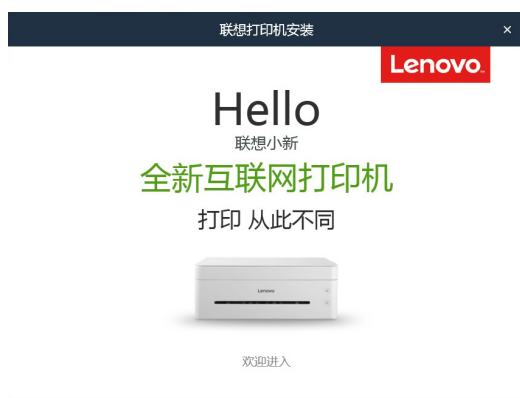 联想打印机安装
×
Lenovo
Hello
联想小新
全新互联网打印机
打印 从此不同
Lenovo
欢迎进入